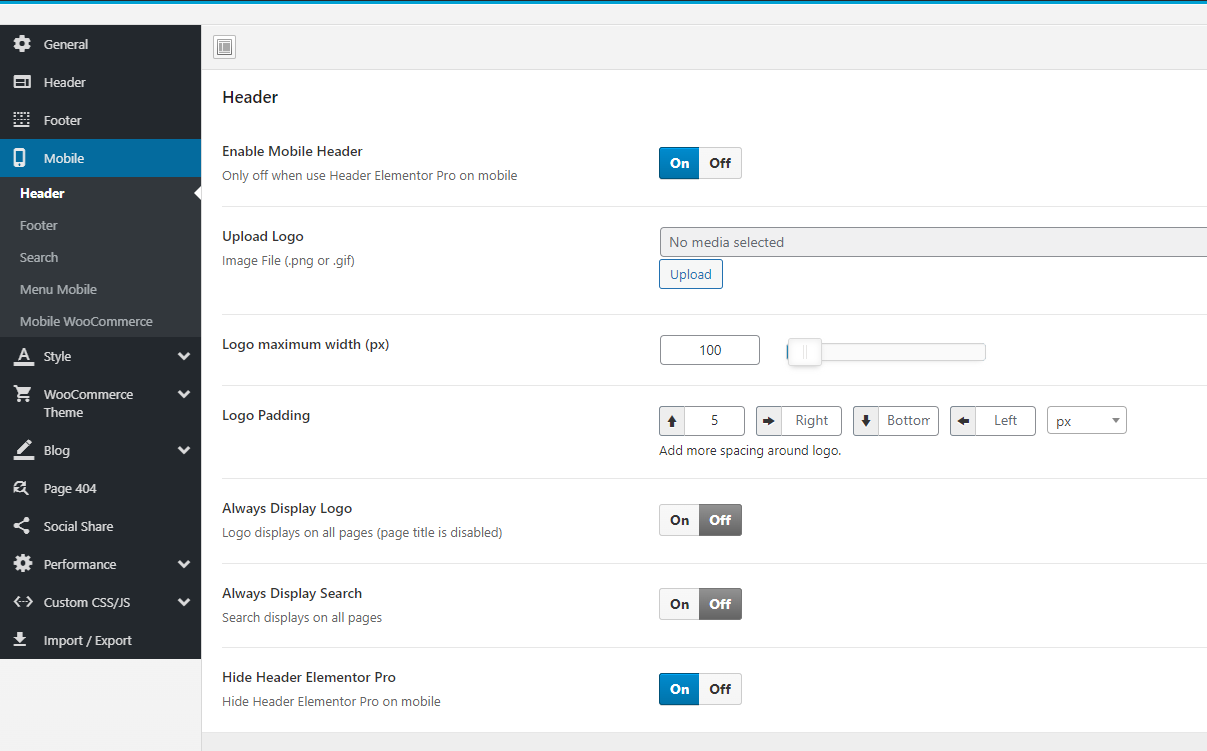 General
Header
Footer
Mobile
Header
Footer
Search
Menu Mobile
Mobile WooCommerce
Style
WooCommerce
Theme
Blog
Page 404
Social Share
Performance
Custom CSS/JS
Import / Export
Header
Enable Mobile Header
Only off when use Header Elementor Pro on mobile
On Off
Upload Logo
Image File (.png or .gif)
No media selected
Upload
Logo maximum width (px)
100
Logo Padding
5 Right Bottom Left px
Add more spacing around logo.
Always Display Logo
Logo displays on all pages (page title is disabled)
On Off
Always Display Search
Search displays on all pages
On Off
Hide Header Elementor Pro
Hide Header Elementor Pro on mobile
On Off